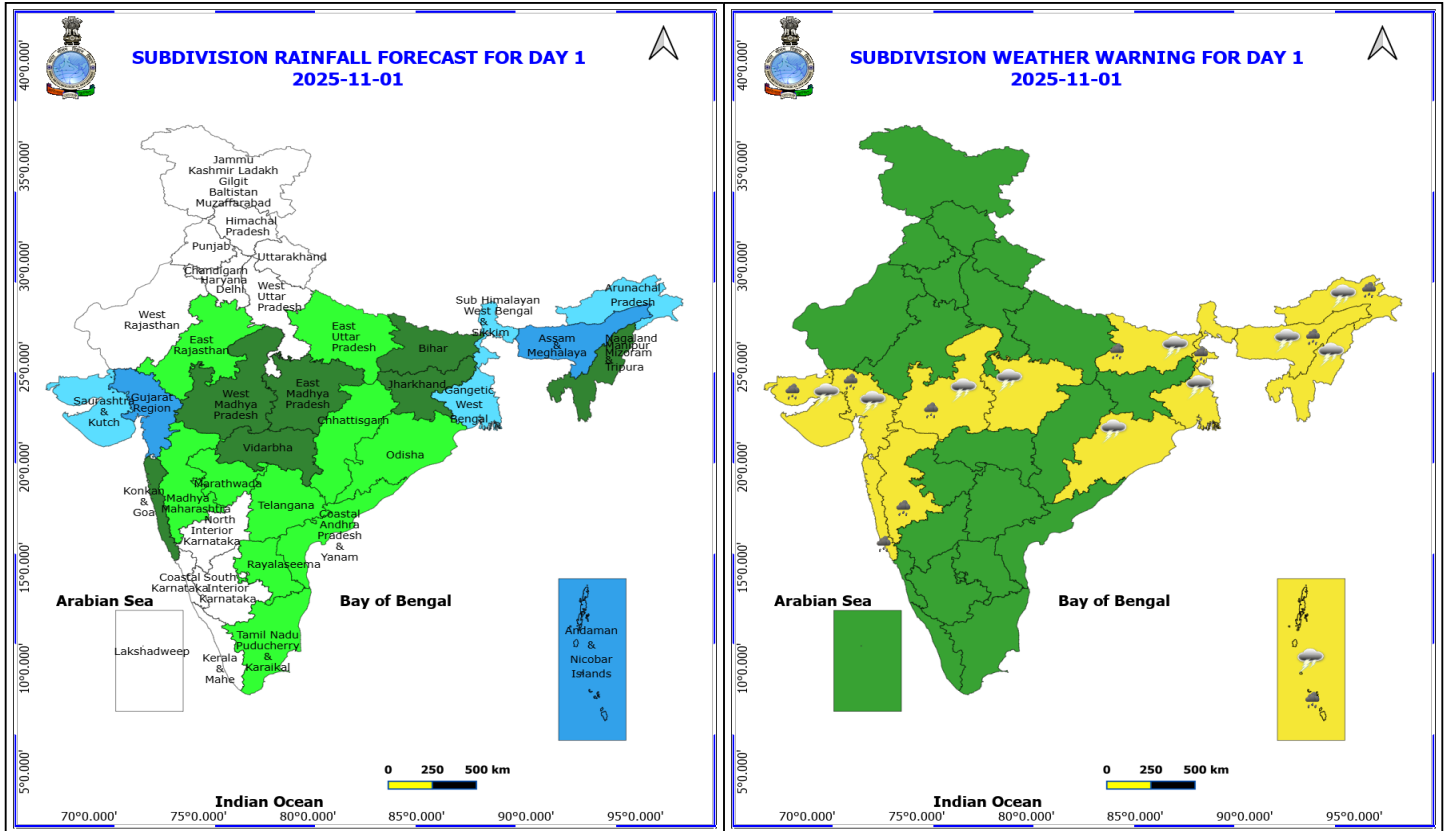 SUBDIVISION RAINFALL FORECAST FOR DAY 1
2025-11-01
40°0.000'
35°0.000'
30°0.000'
25°0.000'
20°0.000'
15°0.000'
10°0.000'
5°0.000'
Jammu
Kashmir Ladakh
Gilgit
Baltistan
Muzaffarabad
Himachal
Pradesh
Punjab
Uttarakhand
Chandigarh
Haryana
Delhi
West
Uttar
Pradesh
West
Rajasthan
East
Rajasthan
East
Uttar
Pradesh
Sub Himalayan
West Bengal
&
Sikkim
Arunachal
Pradesh
Assam
&
Meghalaya
Nagaland
Manipur
Mizoram
&
Tripura
Bihar
Jharkhand
Gangetic
West
Bengal
Saurashtra
&
Kutch
Gujarat
Region
West
Madhya
Pradesh
East
Madhya
Pradesh
Chhattisgarh
Vidarbha
Odisha
Konkan
&
Goa
Madhya
Maharashtra
Marathwada
Telangana
North
Interior
Karnataka
Coastal
Andhra
Pradesh
&
Yanam
Rayalaseema
Coastal
Karnataka
South
Interior
Karnataka
Arabian Sea
Bay of Bengal
Lakshadweep
Kerala
&
Mahe
Tamil Nadu
Puducherry
&
Karaikal
Andaman
&
Nicobar
Islands
0 250 500 km
Indian Ocean
70°0.000' 75°0.000' 80°0.000' 85°0.000' 90°0.000' 95°0.000'
SUBDIVISION WEATHER WARNING FOR DAY 1
2025-11-01
40°0.000'
35°0.000'
30°0.000'
25°0.000'
20°0.000'
15°0.000'
10°0.000'
5°0.000'
Arabian Sea
Bay of Bengal
0 250 500 km
Indian Ocean
70°0.000' 75°0.000' 80°0.000' 85°0.000' 90°0.000' 95°0.000'